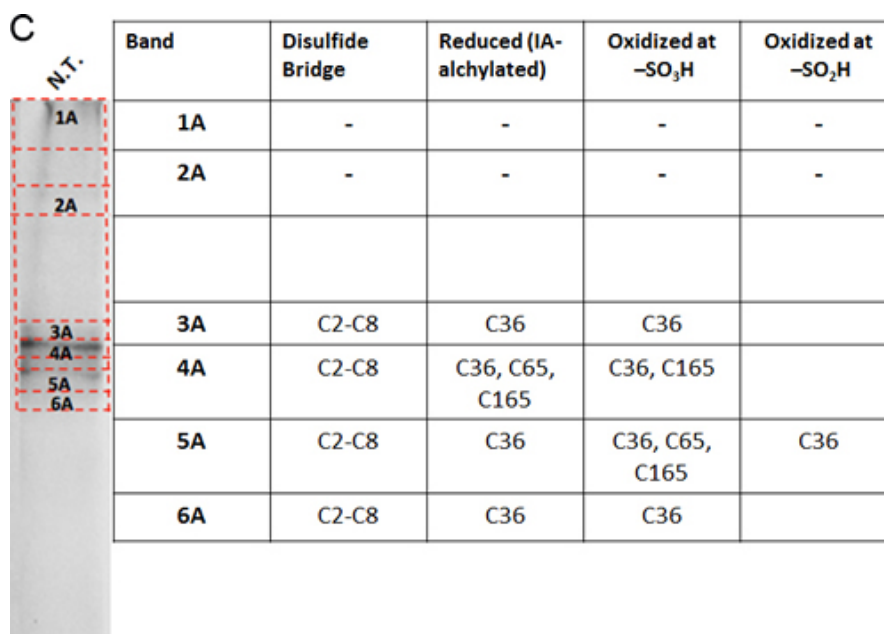 C
N.T.
1A
2A
3A
4A
5A
6A
Band Disulfide Bridge Reduced (IA-alchylated) Oxidized at –SO₃H Oxidized at –SO₂H
1A - - - -
2A - - - -
3A C2-C8 C36 C36
4A C2-C8 C36, C65, C165 C36, C165
5A C2-C8 C36 C36, C65, C165 C36
6A C2-C8 C36 C36